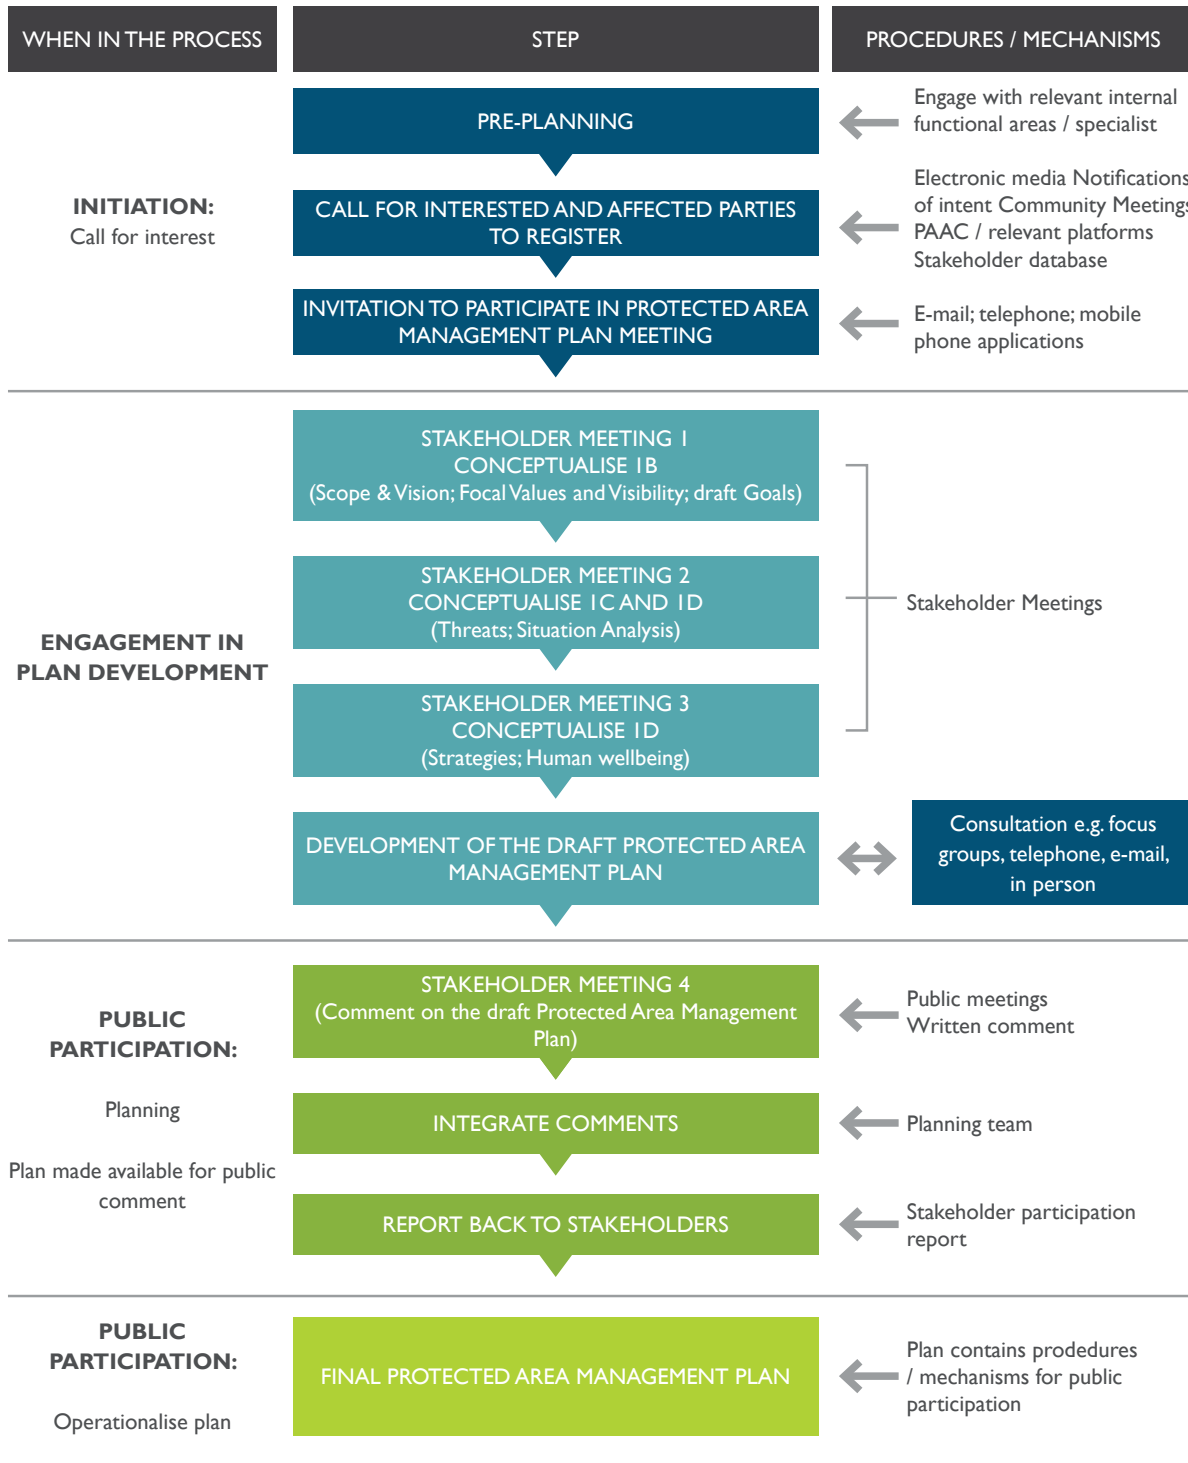 WHEN IN THE PROCESS
STEP
PROCEDURES / MECHANISMS
INITIATION:
Call for interest
PRE-PLANNING
Engage with relevant internal
functional areas / specialist
CALL FOR INTERESTED AND AFFECTED PARTIES
TO REGISTER
Electronic media Notifications
of intent Community Meetings
PAAC / relevant platforms
Stakeholder database
INVITATION TO PARTICIPATE IN PROTECTED AREA
MANAGEMENT PLAN MEETING
E-mail; telephone; mobile
phone applications
ENGAGEMENT IN
PLAN DEVELOPMENT
STAKEHOLDER MEETING 1
CONCEPTUALISE 1B
(Scope & Vision; Focal Values and Visibility; draft Goals)
STAKEHOLDER MEETING 2
CONCEPTUALISE 1C AND 1D
(Threats; Situation Analysis)
STAKEHOLDER MEETING 3
CONCEPTUALISE 1D
(Strategies; Human wellbeing)
Stakeholder Meetings
DEVELOPMENT OF THE DRAFT PROTECTED AREA
MANAGEMENT PLAN
Consultation e.g. focus
groups, telephone, e-mail,
in person
PUBLIC
PARTICIPATION:
Planning
Plan made available for public
comment
STAKEHOLDER MEETING 4
(Comment on the draft Protected Area Management
Plan)
Public meetings
Written comment
INTEGRATE COMMENTS
Planning team
REPORT BACK TO STAKEHOLDERS
Stakeholder participation
report
PUBLIC
PARTICIPATION:
Operationalise plan
FINAL PROTECTED AREA MANAGEMENT PLAN
Plan contains prodedures
/ mechanisms for public
participation